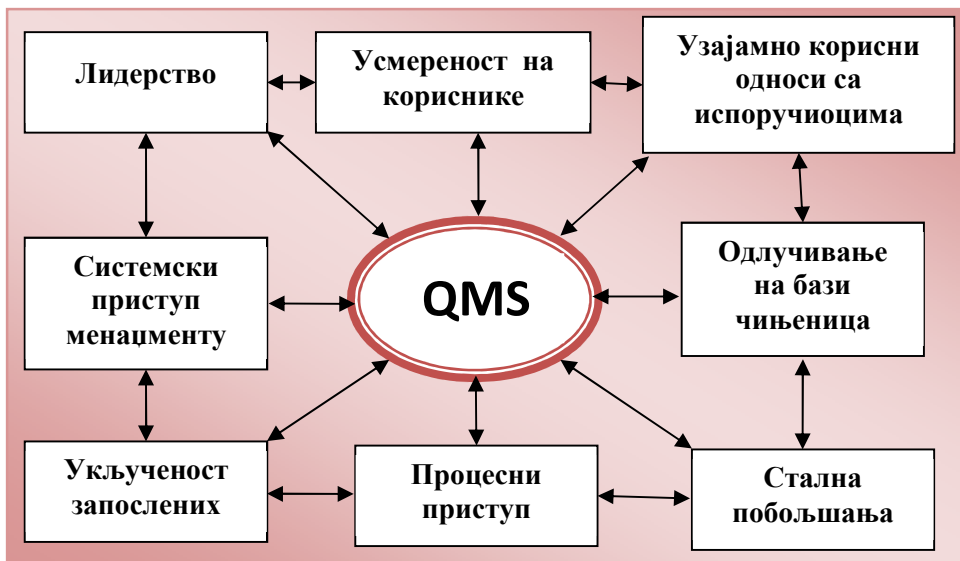 Лидерство
Усмереност на
кориснике
Узајамно корисни
односи са
испоручиоцима
Системски
приступ
менаџменту
QMS
Одлучивање
на бази
чињеница
Укљученост
запослених
Процесни
приступ
Стална
побољшања